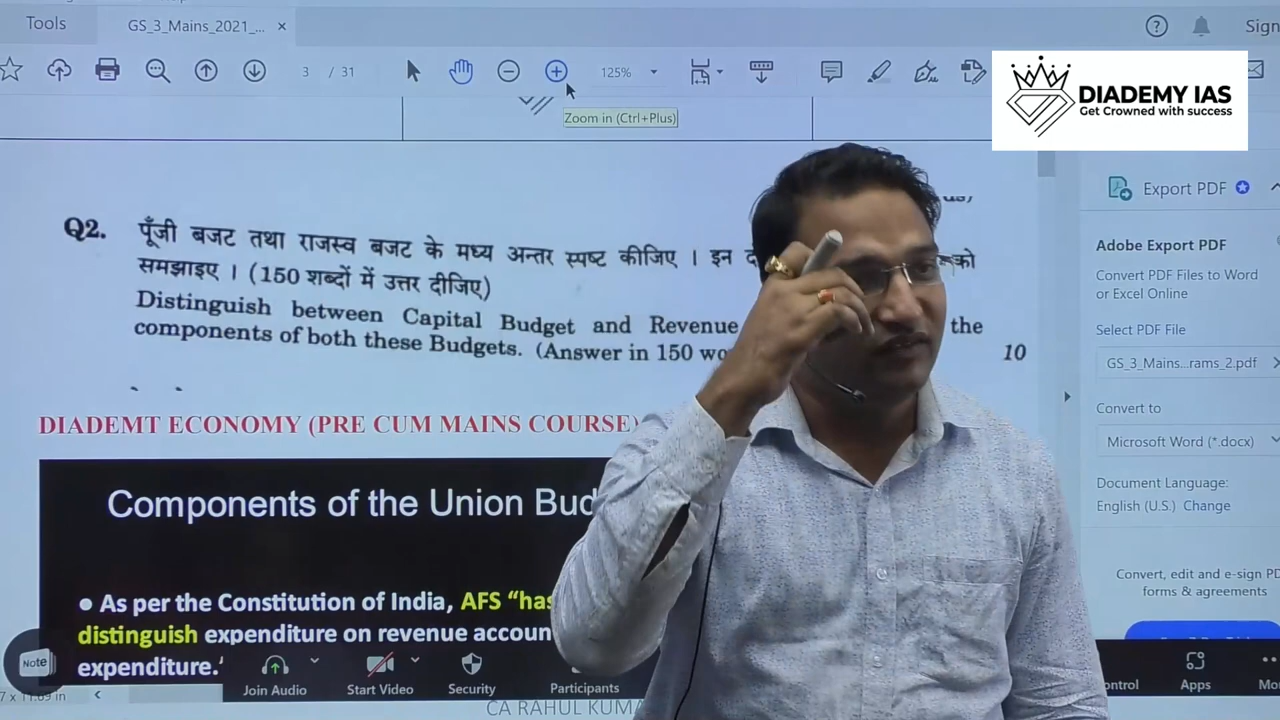 Tools
GS_3_Mains_2021_... ×
Sign
3 / 31
125%
Zoom in (Ctrl+Plus)
DIADEMY IAS
Get Crowned with success
Export PDF
Adobe Export PDF
Convert PDF Files to Word
or Excel Online
Select PDF File
GS_3_Mains...rams_2.pdf
Convert to
Microsoft Word (*.docx)
Document Language:
English (U.S.) Change
Convert, edit and e-sign PD
forms & agreements
Q2. पूँजी बजट तथा राजस्व बजट के मध्य अन्तर स्पष्ट कीजिए । इन को
समझाइए । (150 शब्दों में उत्तर दीजिए)
Distinguish between Capital Budget and Revenue the
components of both these Budgets. (Answer in 150 wo 10
DIADEMT ECONOMY (PRE CUM MAINS COURSE)
Components of the Union Bud
● As per the Constitution of India, AFS “has
distinguish expenditure on revenue accoun
expenditure.
Note
Join Audio
Start Video
Security
Participants
ontrol
Apps
Mo
CA RAHUL KUMA